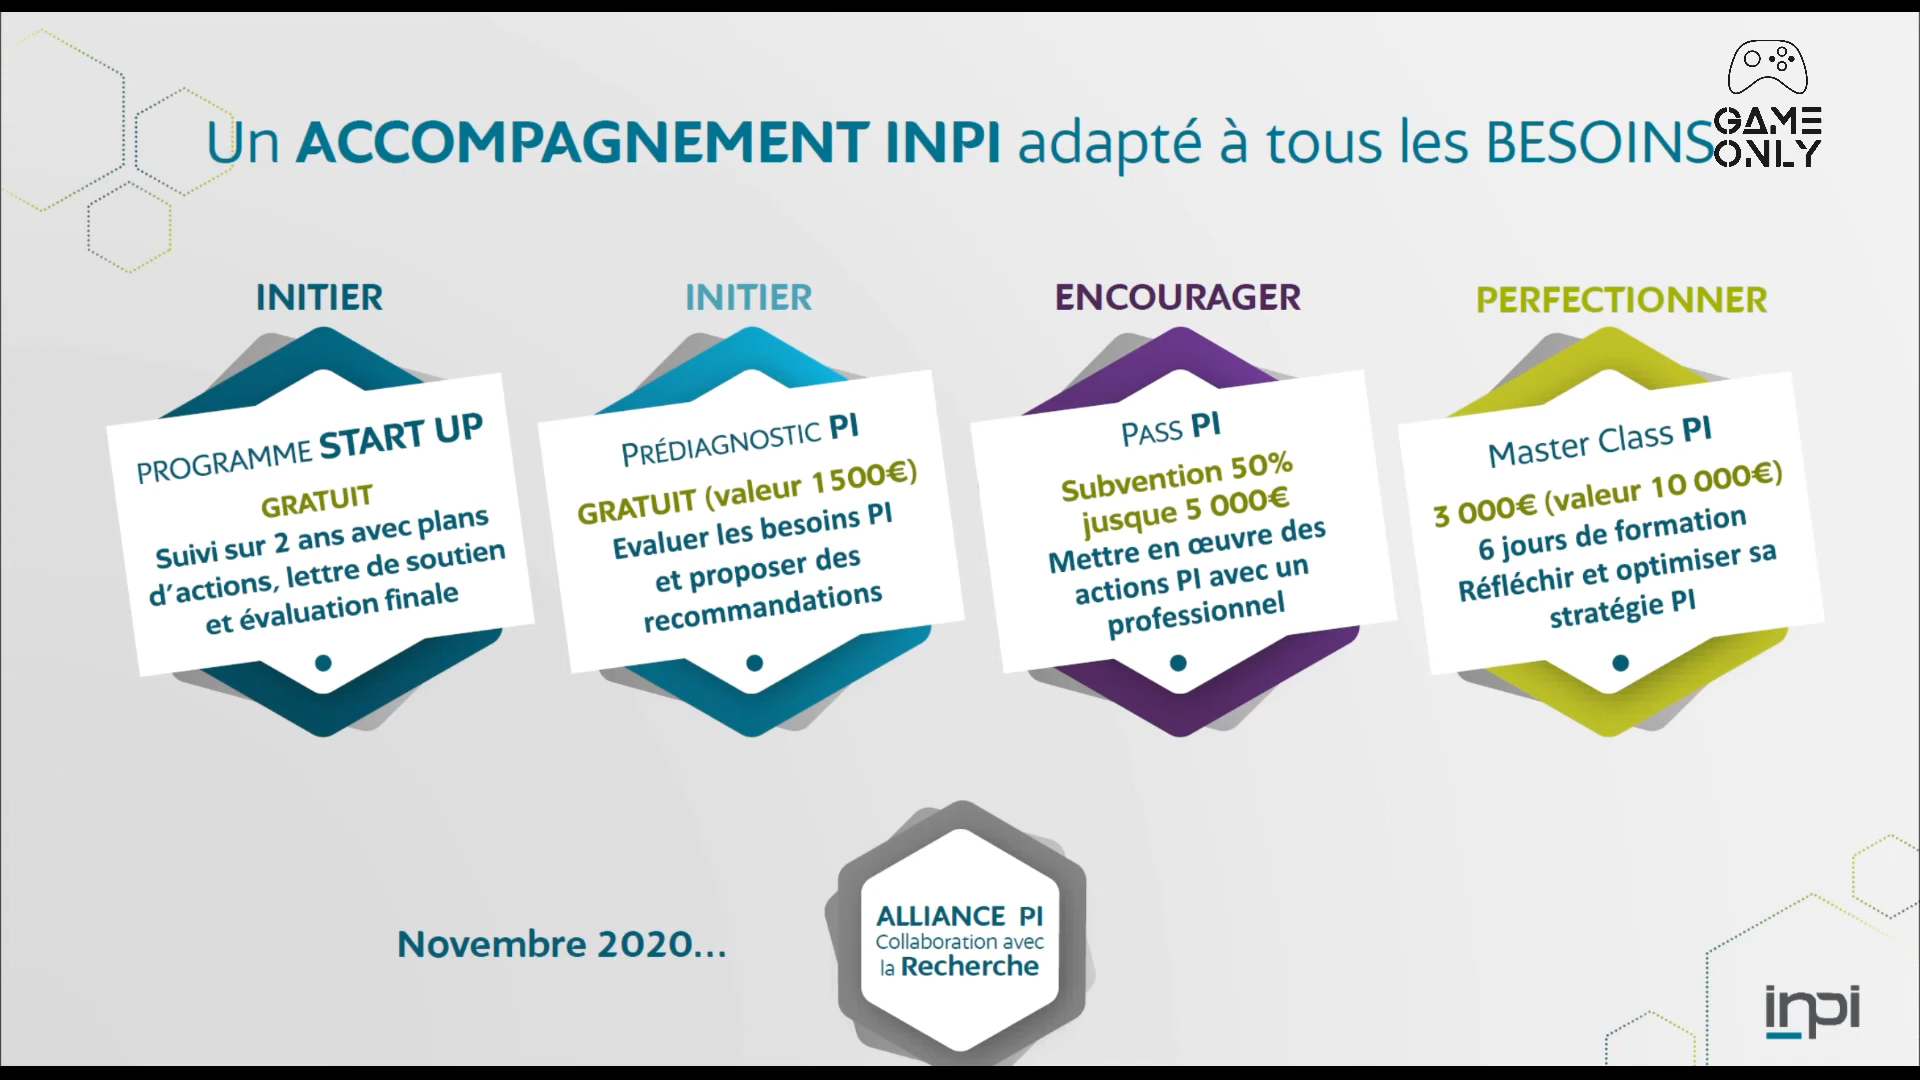 GAME
ONLY
Un ACCOMPAGNEMENT INPI adapté à tous les BESOINS
INITIER
PROGRAMME START UP
GRATUIT
Suivi sur 2 ans avec plans
d'actions, lettre de soutien
et évaluation finale
INITIER
PRÉDIAGNOSTIC PI
GRATUIT (valeur 1500€)
Evaluer les besoins PI
et proposer des
recommandations
ENCOURAGER
PASS PI
Subvention 50%
jusque 5 000€
Mettre en œuvre des
actions PI avec un
professionnel
PERFECTIONNER
Master Class PI
3 000€ (valeur 10 000€)
6 jours de formation
Réfléchir et optimiser sa
stratégie PI
Novembre 2020...
ALLIANCE PI
Collaboration avec
la Recherche
inpi